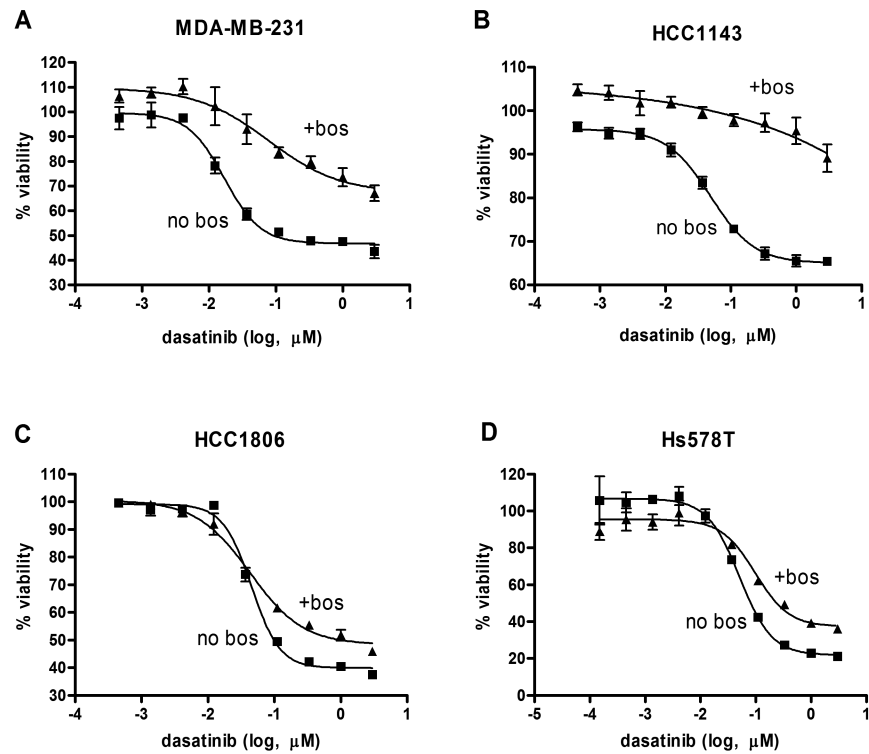 A
MDA-MB-231
120
110
100
90
80
70
60
50
40
30
% viability
+bos
no bos
-4 -3 -2 -1 0 1
dasatinib (log, μM)
B
HCC1143
110
100
90
80
70
60
% viability
+bos
no bos
-4 -3 -2 -1 0 1
dasatinib (log, μM)
C
HCC1806
110
100
90
80
70
60
50
40
30
% viability
+bos
no bos
-4 -3 -2 -1 0 1
dasatinib (log, μM)
D
Hs578T
120
100
80
60
40
20
0
% viability
+bos
no bos
-5 -4 -3 -2 -1 0 1
dasatinib (log, μM)